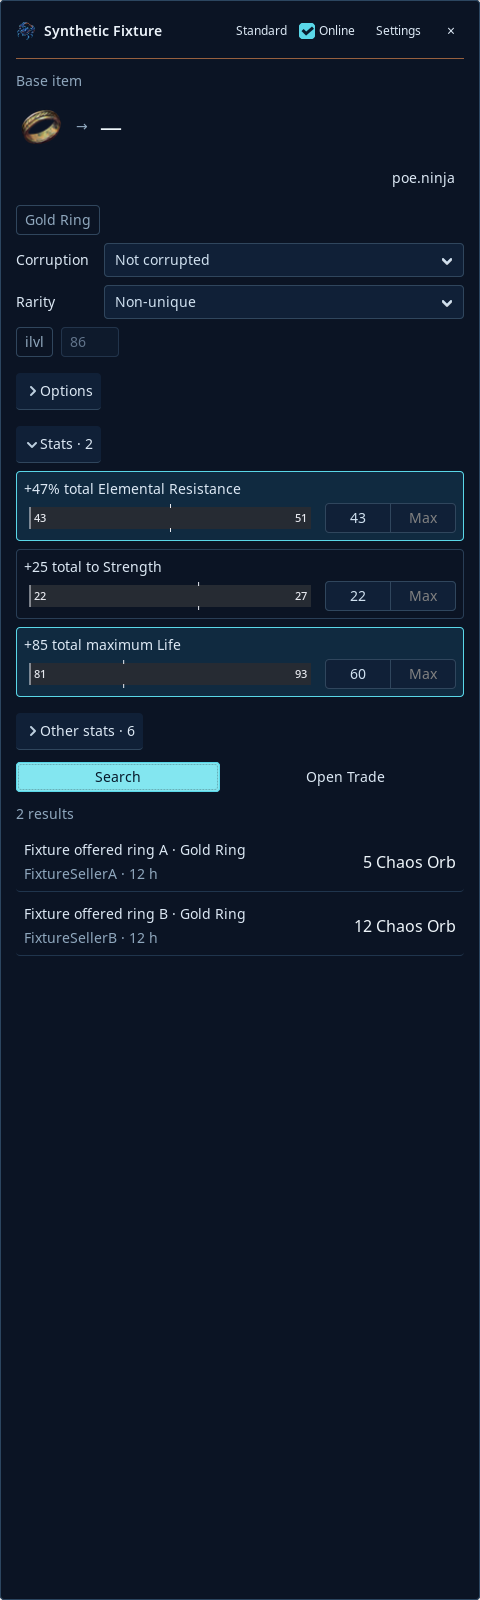 Synthetic Fixture Standard Online Settings ×
Base item
→ —
poe.ninja
Gold Ring
Corruption Not corrupted
Rarity Non-unique
ilvl 86
Options
Stats · 2
+47% total Elemental Resistance
43 51 43 Max
+25 total to Strength
22 27 22 Max
+85 total maximum Life
81 93 60 Max
Other stats · 6
Search Open Trade
2 results
Fixture offered ring A · Gold Ring
5 Chaos Orb
FixtureSellerA · 12 h
Fixture offered ring B · Gold Ring
12 Chaos Orb
FixtureSellerB · 12 h